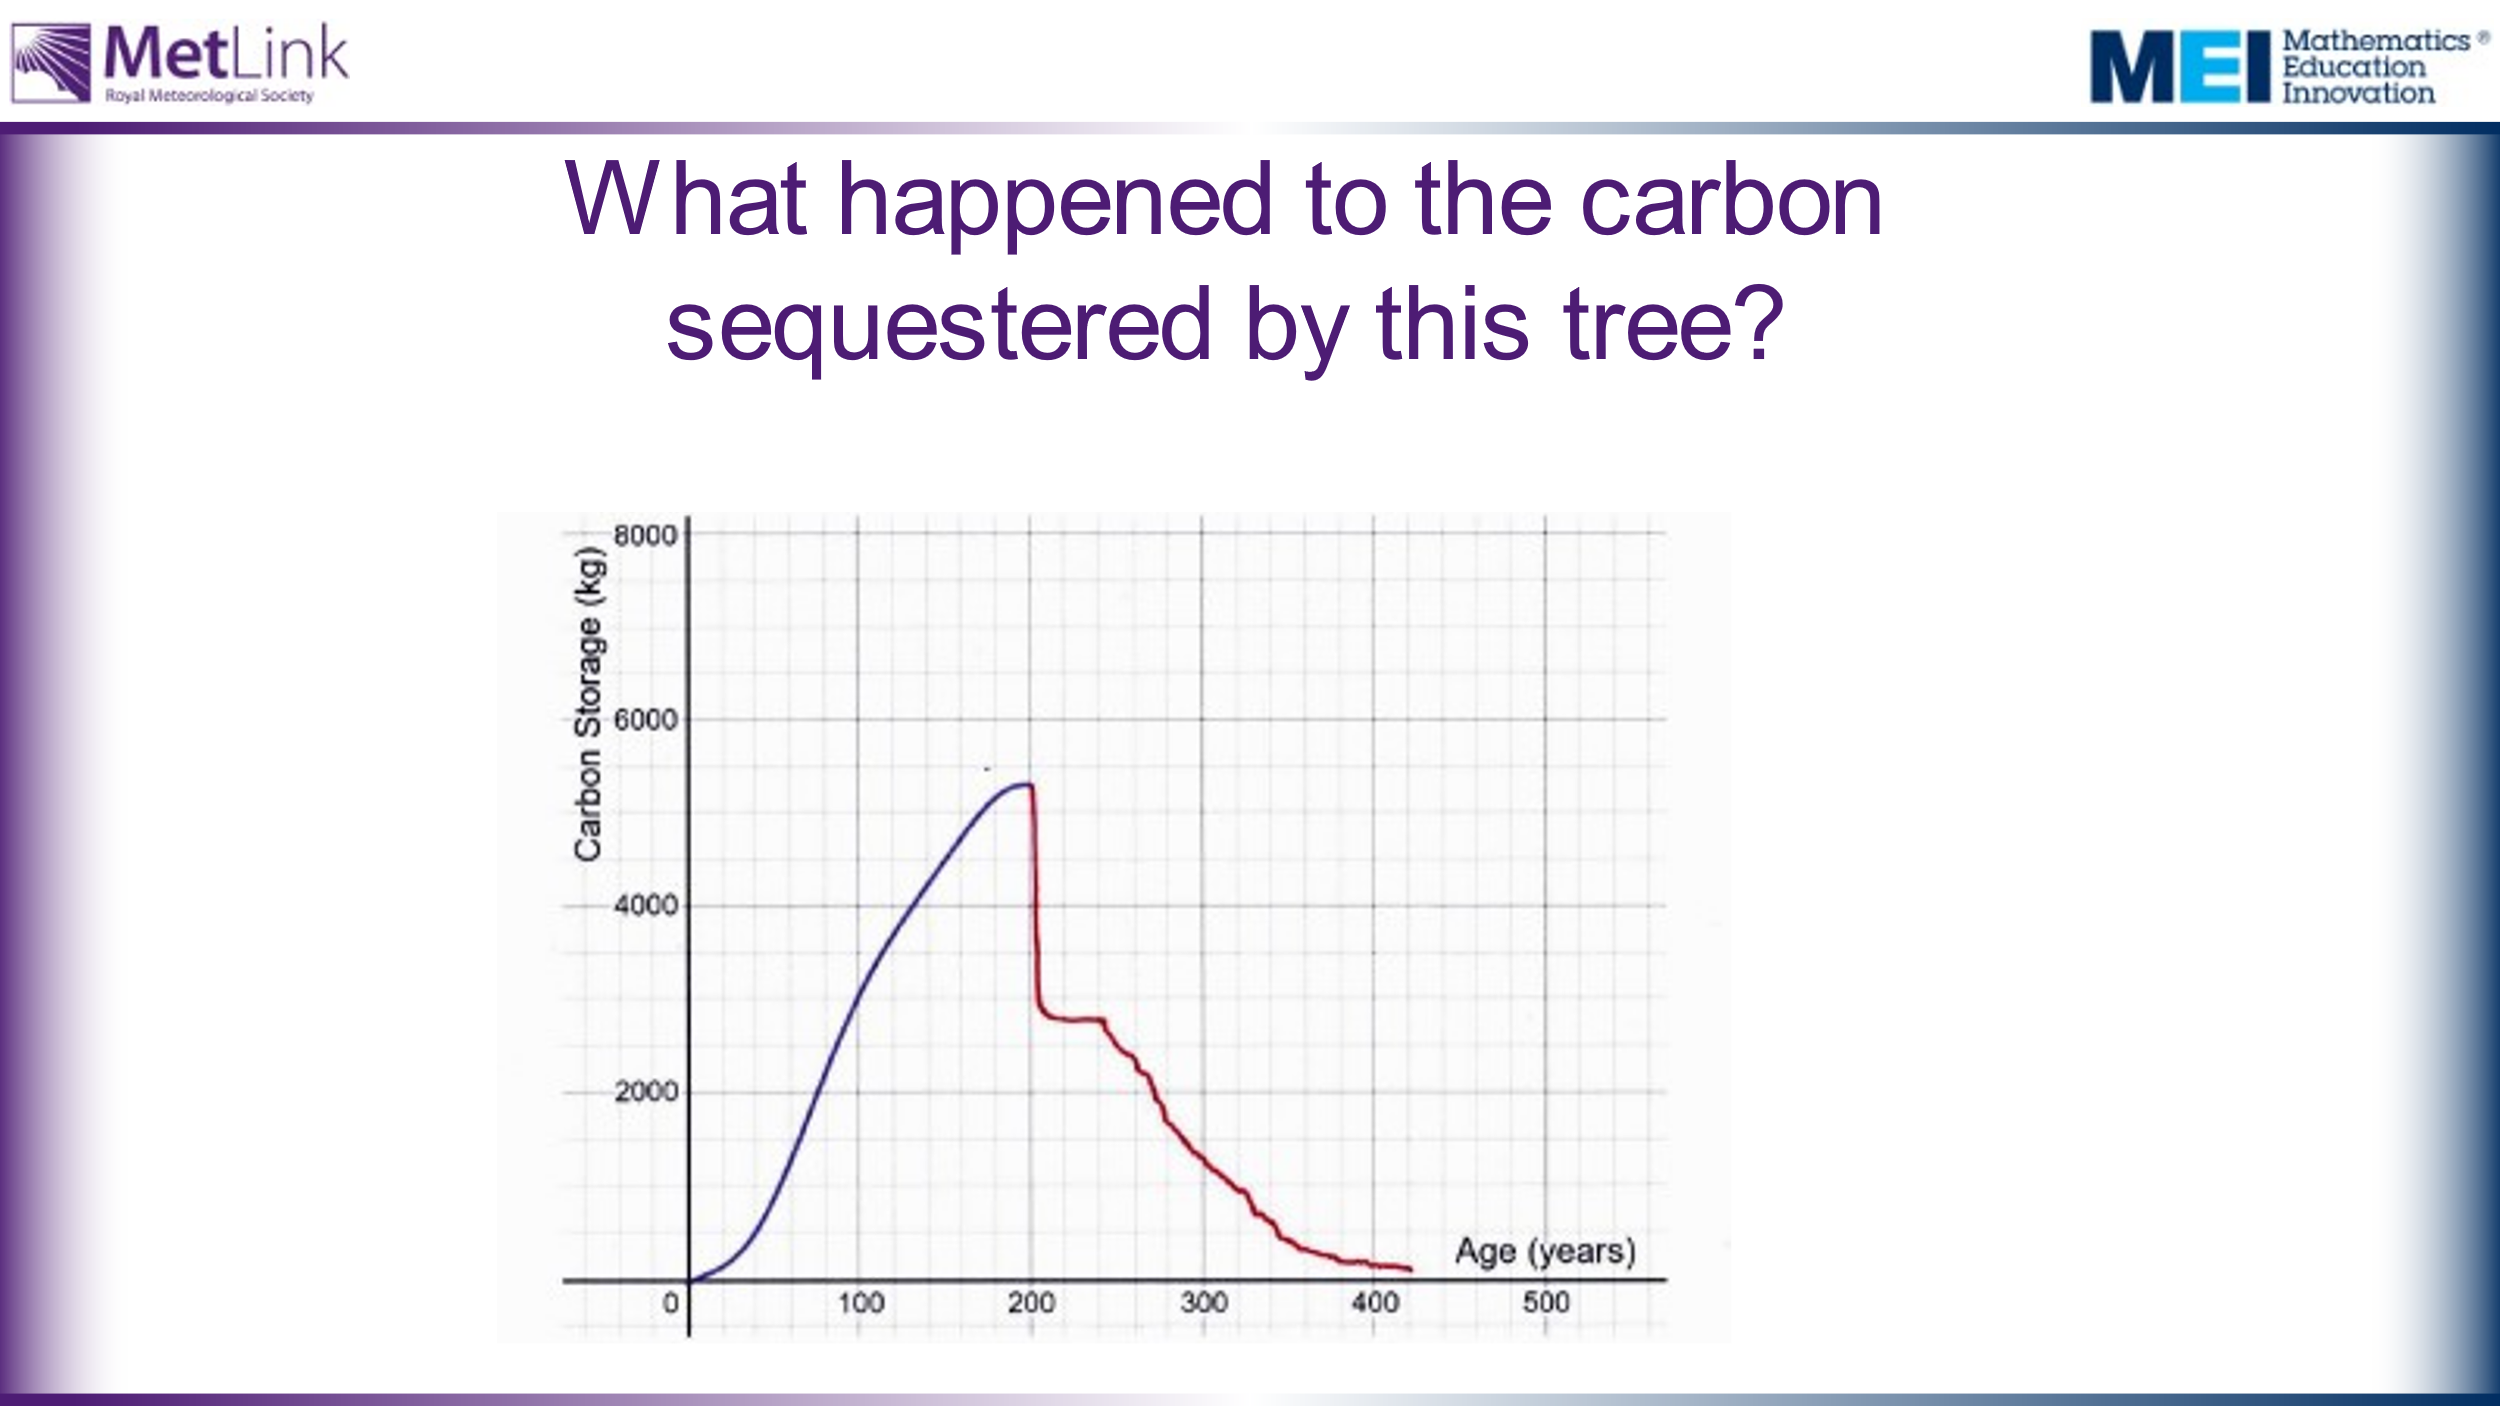 MetLink
Royal Meteorological Society
MEI
Mathematics ®
Education
Innovation
What happened to the carbon
sequestered by this tree?
Carbon Storage (kg)
8000
6000
4000
2000
Age (years)
0 100 200 300 400 500